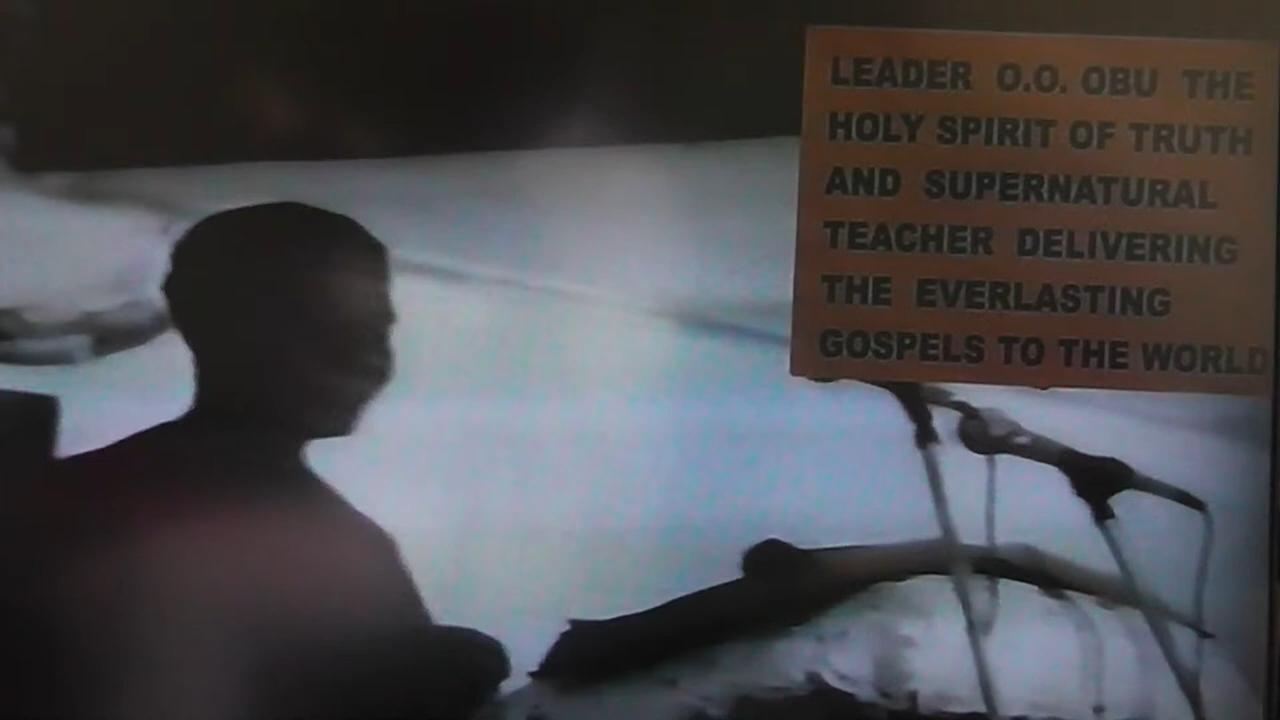 LEADER O.O. OBU THE
HOLY SPIRIT OF TRUTH
AND SUPERNATURAL
TEACHER DELIVERING
THE EVERLASTING
GOSPELS TO THE WORLD